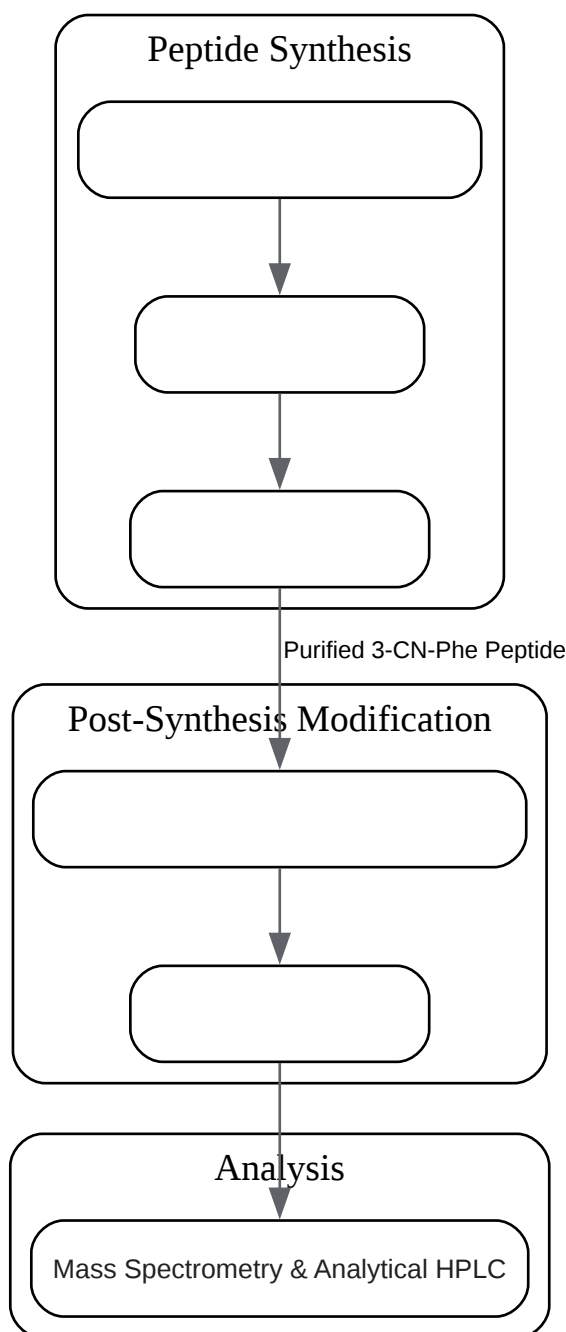 Peptide Synthesis
Purified 3-CN-Phe Peptide
Post-Synthesis Modification
Analysis
Mass Spectrometry & Analytical HPLC